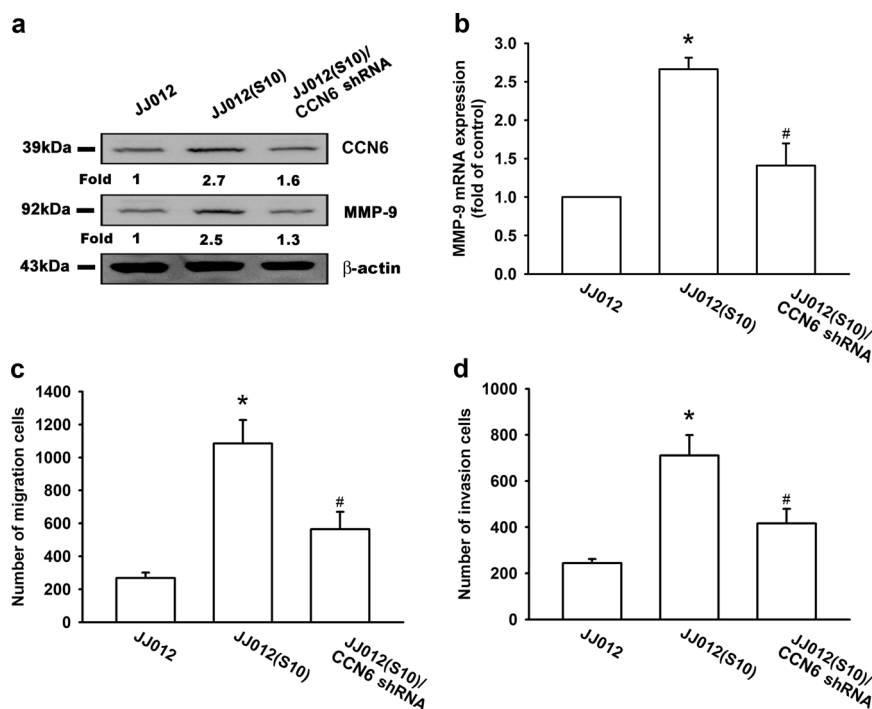 a
JJ012
JJ012(S10)
JJ012(S10)/
CCN6 shRNA
39kDa
CCN6
Fold 1 2.7 1.6
92kDa
MMP-9
Fold 1 2.5 1.3
43kDa
β-actin
b
MMP-9 mRNA expression
(fold of control)
3.0
2.5
2.0
1.5
1.0
0.5
0.0
*
#
JJ012
JJ012(S10)
JJ012(S10)/
CCN6 shRNA
c
Number of migration cells
1400
1200
1000
800
600
400
200
0
*
#
JJ012
JJ012(S10)
JJ012(S10)/
CCN6 shRNA
d
Number of invasion cells
1000
800
600
400
200
0
*
#
JJ012
JJ012(S10)
JJ012(S10)/
CCN6 shRNA